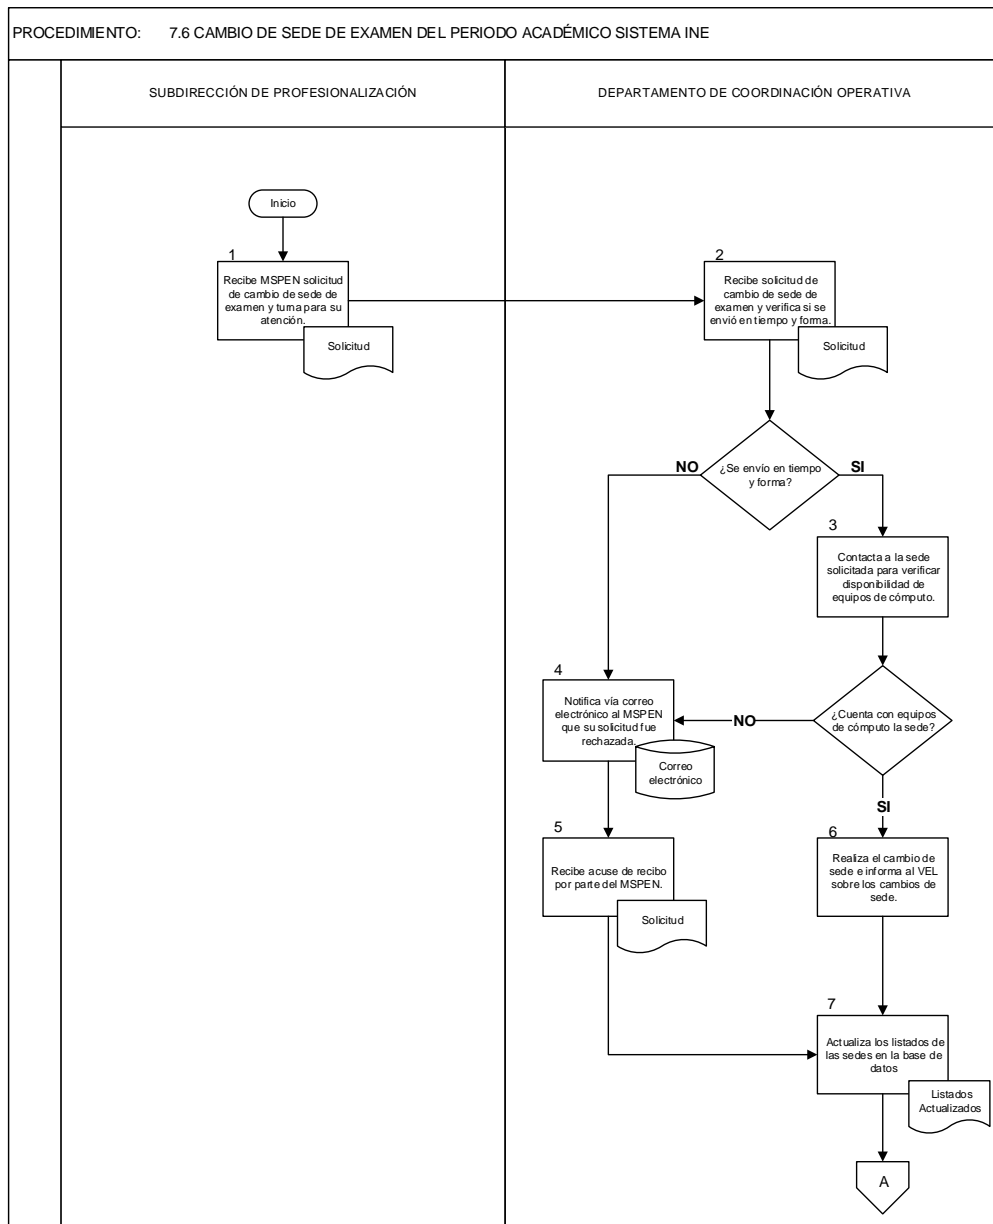 PROCEDIMIENTO: 7.6 CAMBIO DE SEDE DE EXAMEN DEL PERIODO ACADÉMICO SISTEMA INE
SUBDIRECCIÓN DE PROFESIONALIZACIÓN
DEPARTAMENTO DE COORDINACIÓN OPERATIVA
Inicio
1
Recibe MSPEN solicitud
de cambio de sede de
examen y turna para su
atención.
Solicitud
2
Recibe solicitud de
cambio de sede de
examen y verifica si se
envió en tiempo y forma.
Solicitud
¿Se envío en tiempo
y forma?
NO
SI
3
Contacta a la sede
solicitada para verificar
disponibilidad de
equipos de cómputo.
¿Cuenta con equipos
de cómputo la sede?
NO
SI
4
Notifica vía correo
electrónico al MSPEN
que su solicitud fue
rechazada.
Correo
electrónico
5
Recibe acuse de recibo
por parte del MSPEN.
Solicitud
6
Realiza el cambio de
sede e informa al VEL
sobre los cambios de
sede.
7
Actualiza los listados de
las sedes en la base de
datos
Listados
Actualizados
A